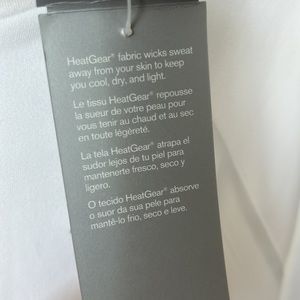 HeatGear® fabric wicks sweat
away from your skin to keep
you cool, dry, and light.
Le tissu HeatGear® repousse
la sueur de votre peau pour
vous tenir au chaud et au sec
en toute légèreté.
La tela HeatGear® atrapa el
sudor lejos de tu piel para
mantenerte fresco, seco y
ligero.
O tecido HeatGear® absorve
o suor da sua pele para
mantê-lo frio, seco e leve.